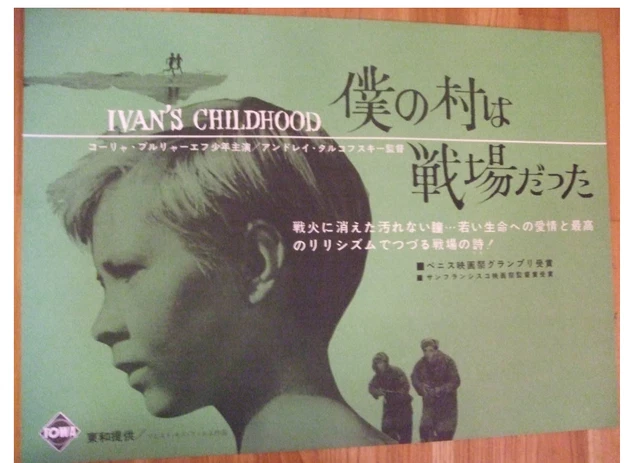 IVAN'S CHILDHOOD
僕の村は
戦場だった
コーリヤ・ブルリヤーエフ少年主演/アンドレイ・タルコフスキー監督
戦火に消えた汚れない瞳…若い生命への愛情と最高
のリリシズムでつづる戦場の詩!
■ベニス映画祭グランプリ受賞
■サンフランシスコ映画祭監督賞受賞
TOWA
東和提供/